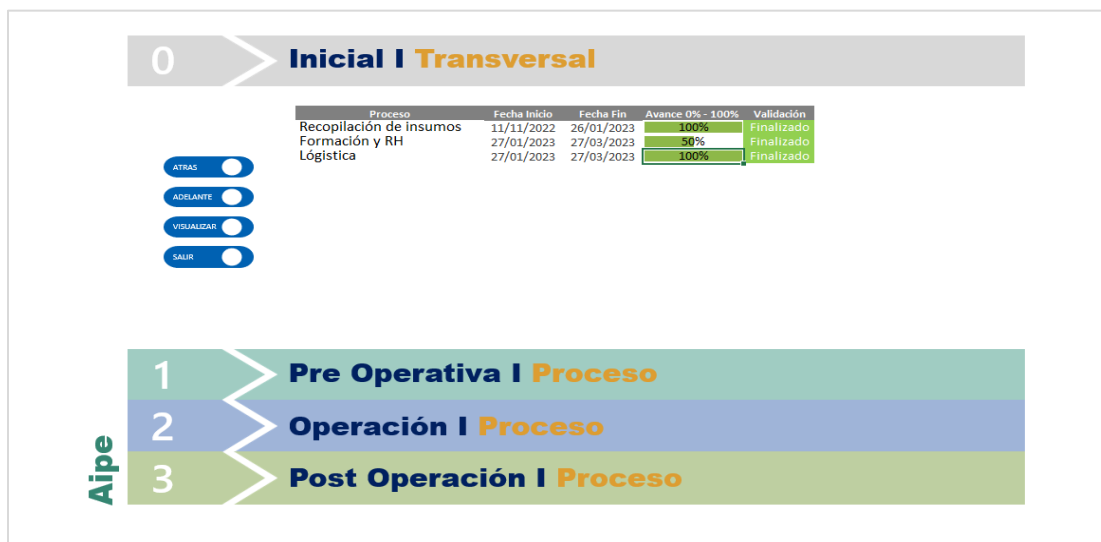 0 Inicial I Transversal
Proceso Fecha Inicio Fecha Fin Avance 0% - 100% Validación
Recopilación de insumos 11/11/2022 26/01/2023 100% Finalizado
Formación y RH 27/01/2023 27/03/2023 50% Finalizado
Lógistica 27/01/2023 27/03/2023 100% Finalizado
ATRAS
ADELANTE
VISUALIZAR
SALIR
1 Pre Operativa I Proceso
2 Operación I Proceso
3 Post Operación I Proceso
Aipe